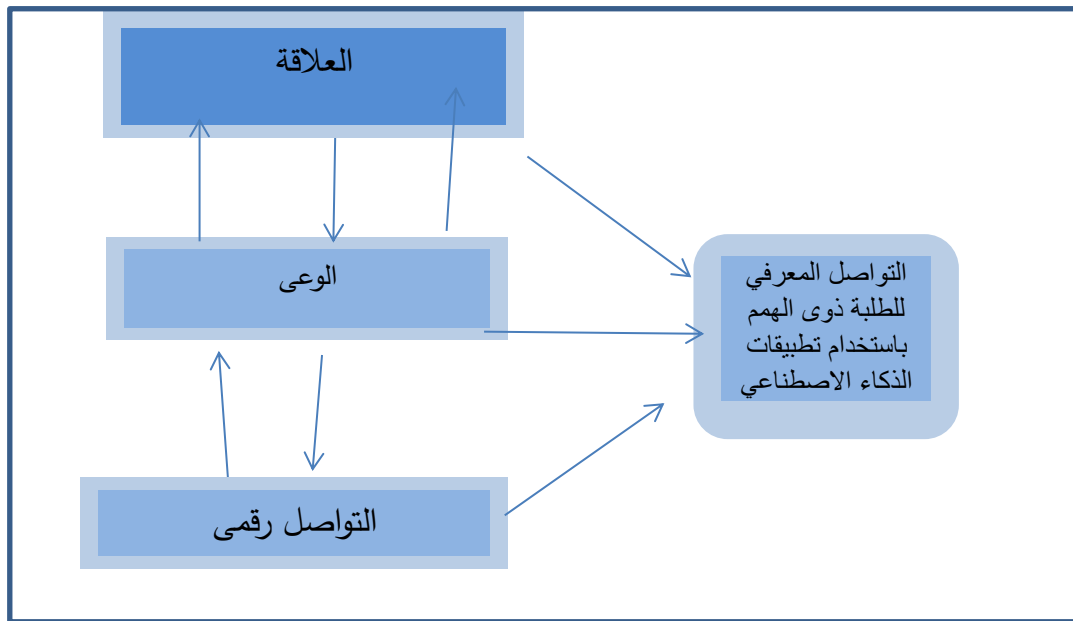 العلاقة
الوعى
التواصل المعرفي
للطلبة ذوى الهمم
باستخدام تطبيقات
الذكاء الاصطناعي
التواصل رقمى